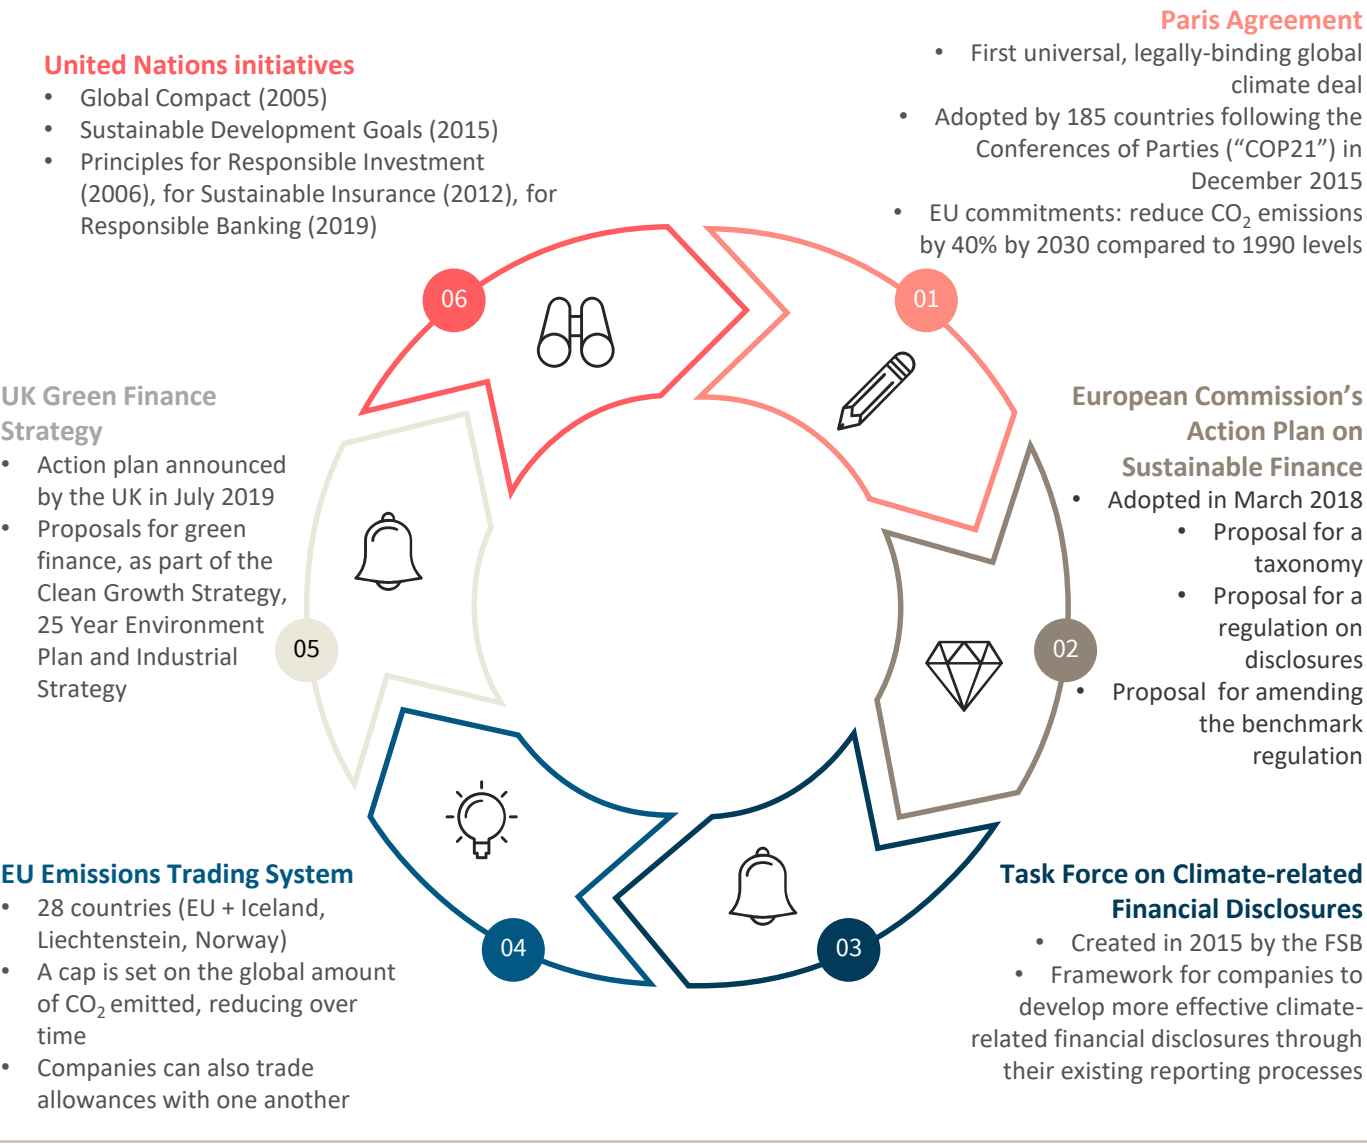 Paris Agreement
• First universal, legally-binding global
climate deal
• Adopted by 185 countries following the
Conferences of Parties (“COP21”) in
December 2015
• EU commitments: reduce CO₂ emissions
by 40% by 2030 compared to 1990 levels
01
European Commission’s
Action Plan on
Sustainable Finance
• Adopted in March 2018
• Proposal for a
taxonomy
• Proposal for a
regulation on
disclosures
• Proposal for amending
the benchmark
regulation
02
Task Force on Climate-related
Financial Disclosures
• Created in 2015 by the FSB
• Framework for companies to
develop more effective climate-
related financial disclosures through
their existing reporting processes
03
EU Emissions Trading System
• 28 countries (EU + Iceland,
Liechtenstein, Norway)
• A cap is set on the global amount
of CO₂ emitted, reducing over
time
• Companies can also trade
allowances with one another
04
UK Green Finance
Strategy
• Action plan announced
by the UK in July 2019
• Proposals for green
finance, as part of the
Clean Growth Strategy,
25 Year Environment
Plan and Industrial
Strategy
05
United Nations initiatives
• Global Compact (2005)
• Sustainable Development Goals (2015)
• Principles for Responsible Investment
(2006), for Sustainable Insurance (2012), for
Responsible Banking (2019)
06